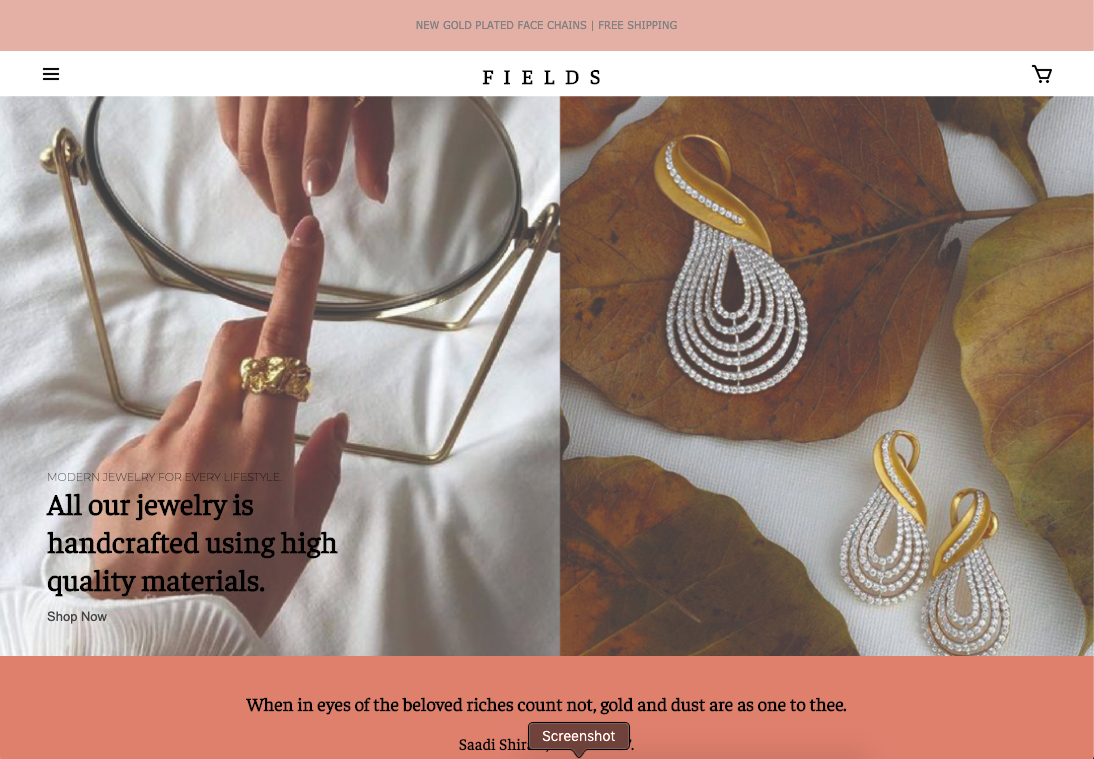 NEW GOLD PLATED FACE CHAINS | FREE SHIPPING
FIELDS
MODERN JEWELRY FOR EVERY LIFESTYLE.
All our jewelry is
handcrafted using high
quality materials.
Shop Now
When in eyes of the beloved riches count not, gold and dust are as one to thee.
Saadi
Screenshot